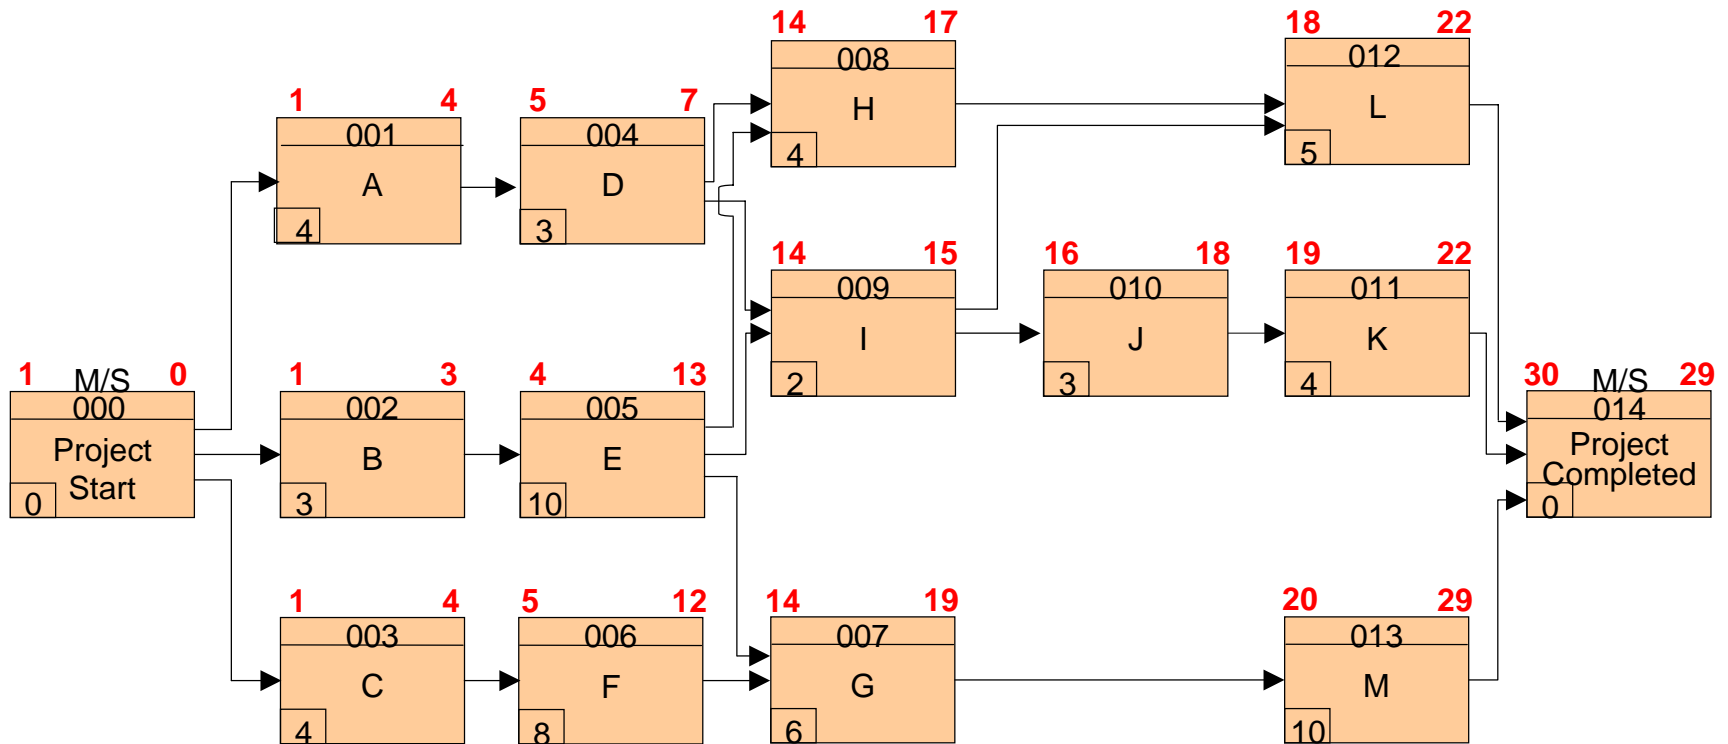 14 17
008
H
4
18 22
012
L
5
1 4
001
A
4
5 7
004
D
3
14 15
009
I
2
16 18
010
J
3
19 22
011
K
4
1 M/S 0
000
Project
Start
0
1 3
002
B
3
4 13
005
E
10
30 M/S 29
014
Project
Completed
0
1 4
003
C
4
5 12
006
F
8
14 19
007
G
6
20 29
013
M
10